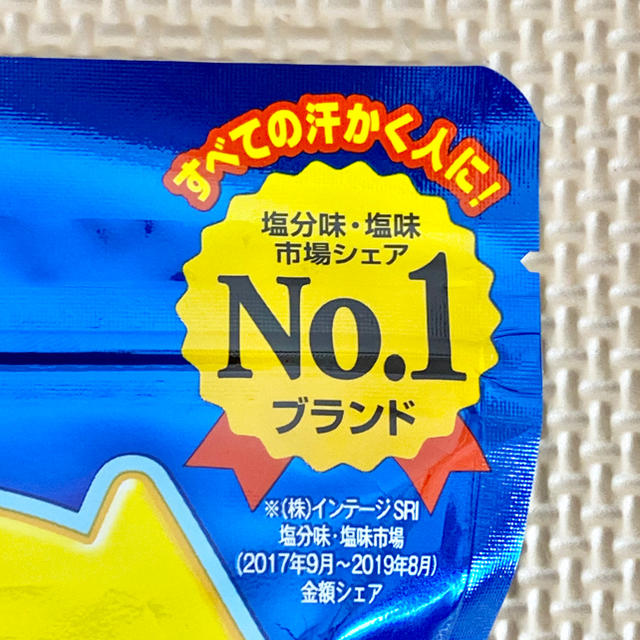 すべての汗かく人に!
塩分味・塩味
市場シェア
No.1
ブランド
※(株)インテージSRI
塩分味・塩味市場
(2017年9月～2019年8月)
金額シェア